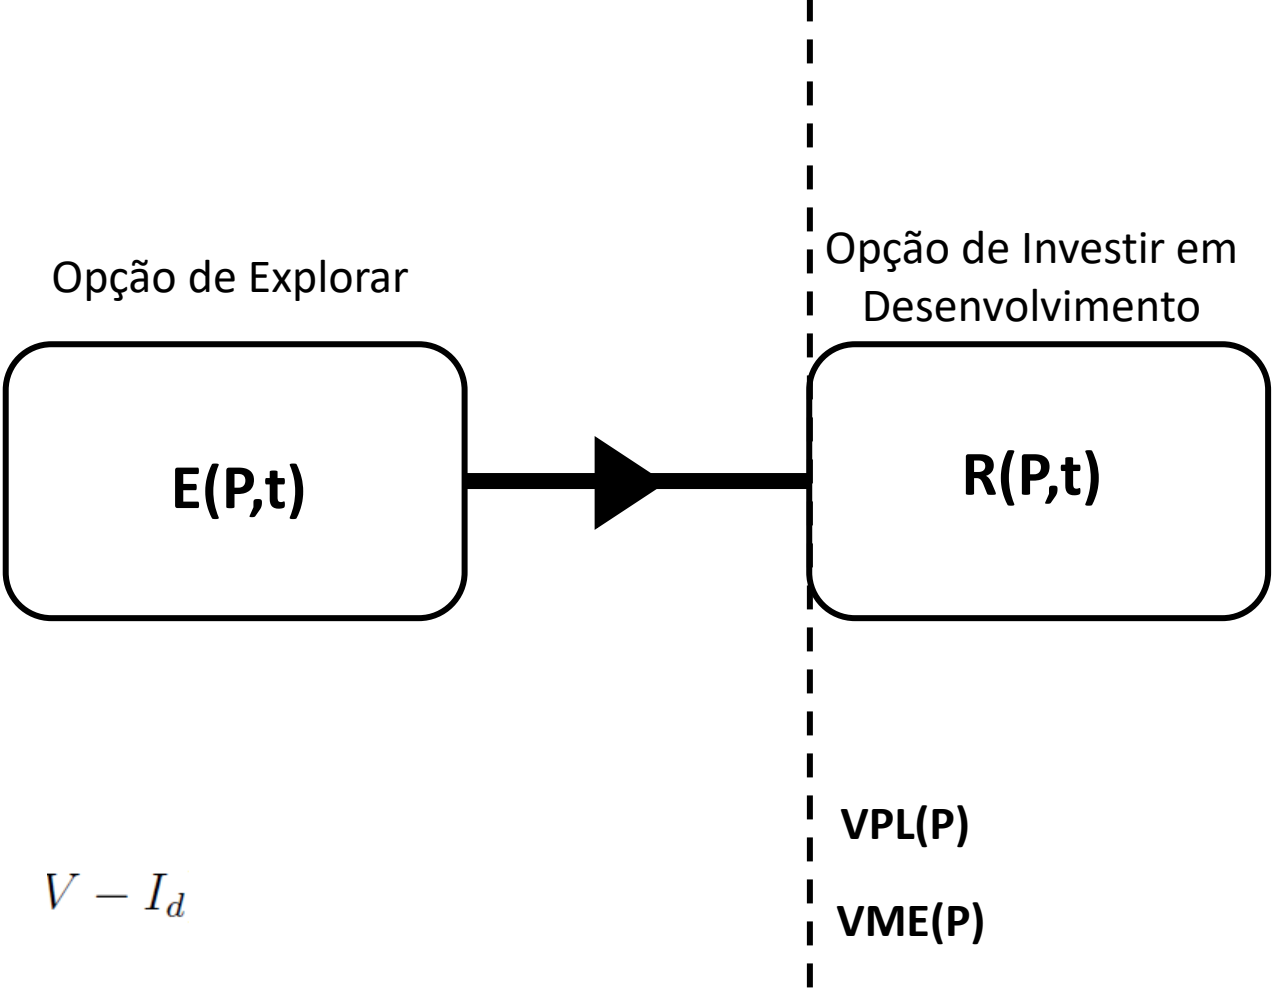 Opção de Explorar
Opção de Investir em
Desenvolvimento
E(P,t)
R(P,t)
VPL(P)
V − I_d
VME(P)